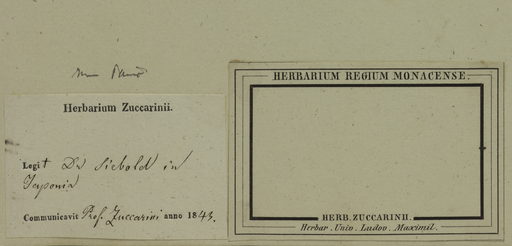 Herbarium Zuccarinii.
Legit Dr Siebold in
Japonia
Communicavit Prof. Zuccarini anno 1843.
HERBARIUM REGIUM MONACENSE.
HERB. ZUCCARINII.
Herbar. Univ. Ludov. Maximil.